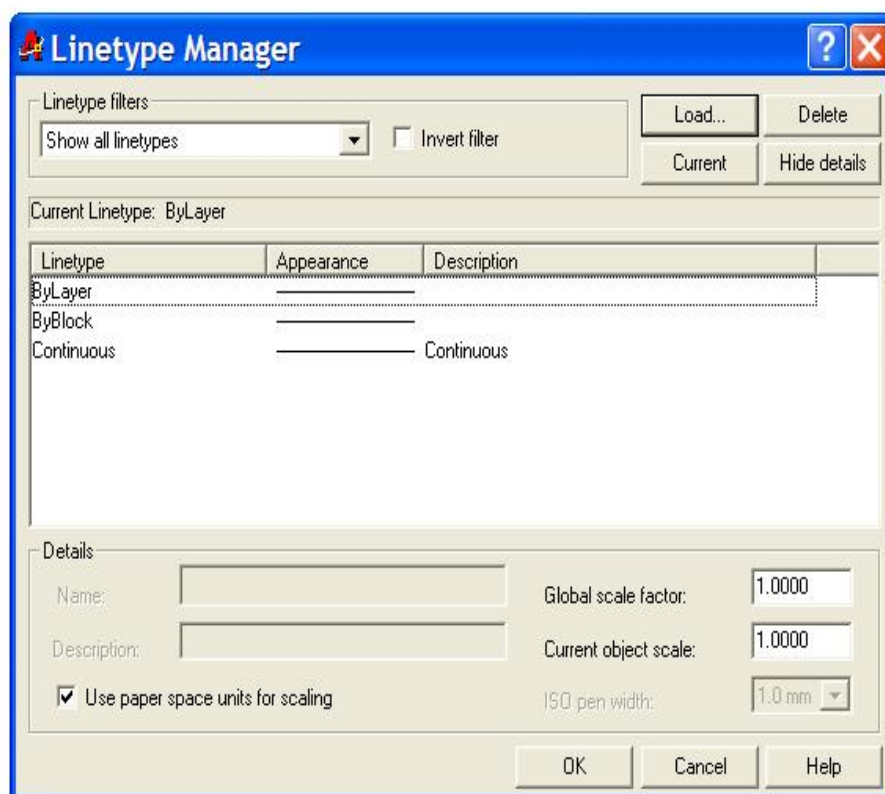 Linetype Manager
Linetype filters
Show all linetypes
Invert filter
Load...
Delete
Current
Hide details
Current Linetype: ByLayer
Linetype Appearance Description
ByLayer
ByBlock
Continuous Continuous
Details
Name:
Global scale factor: 1.0000
Description:
Current object scale: 1.0000
Use paper space units for scaling
ISO pen width: 1.0 mm
OK Cancel Help